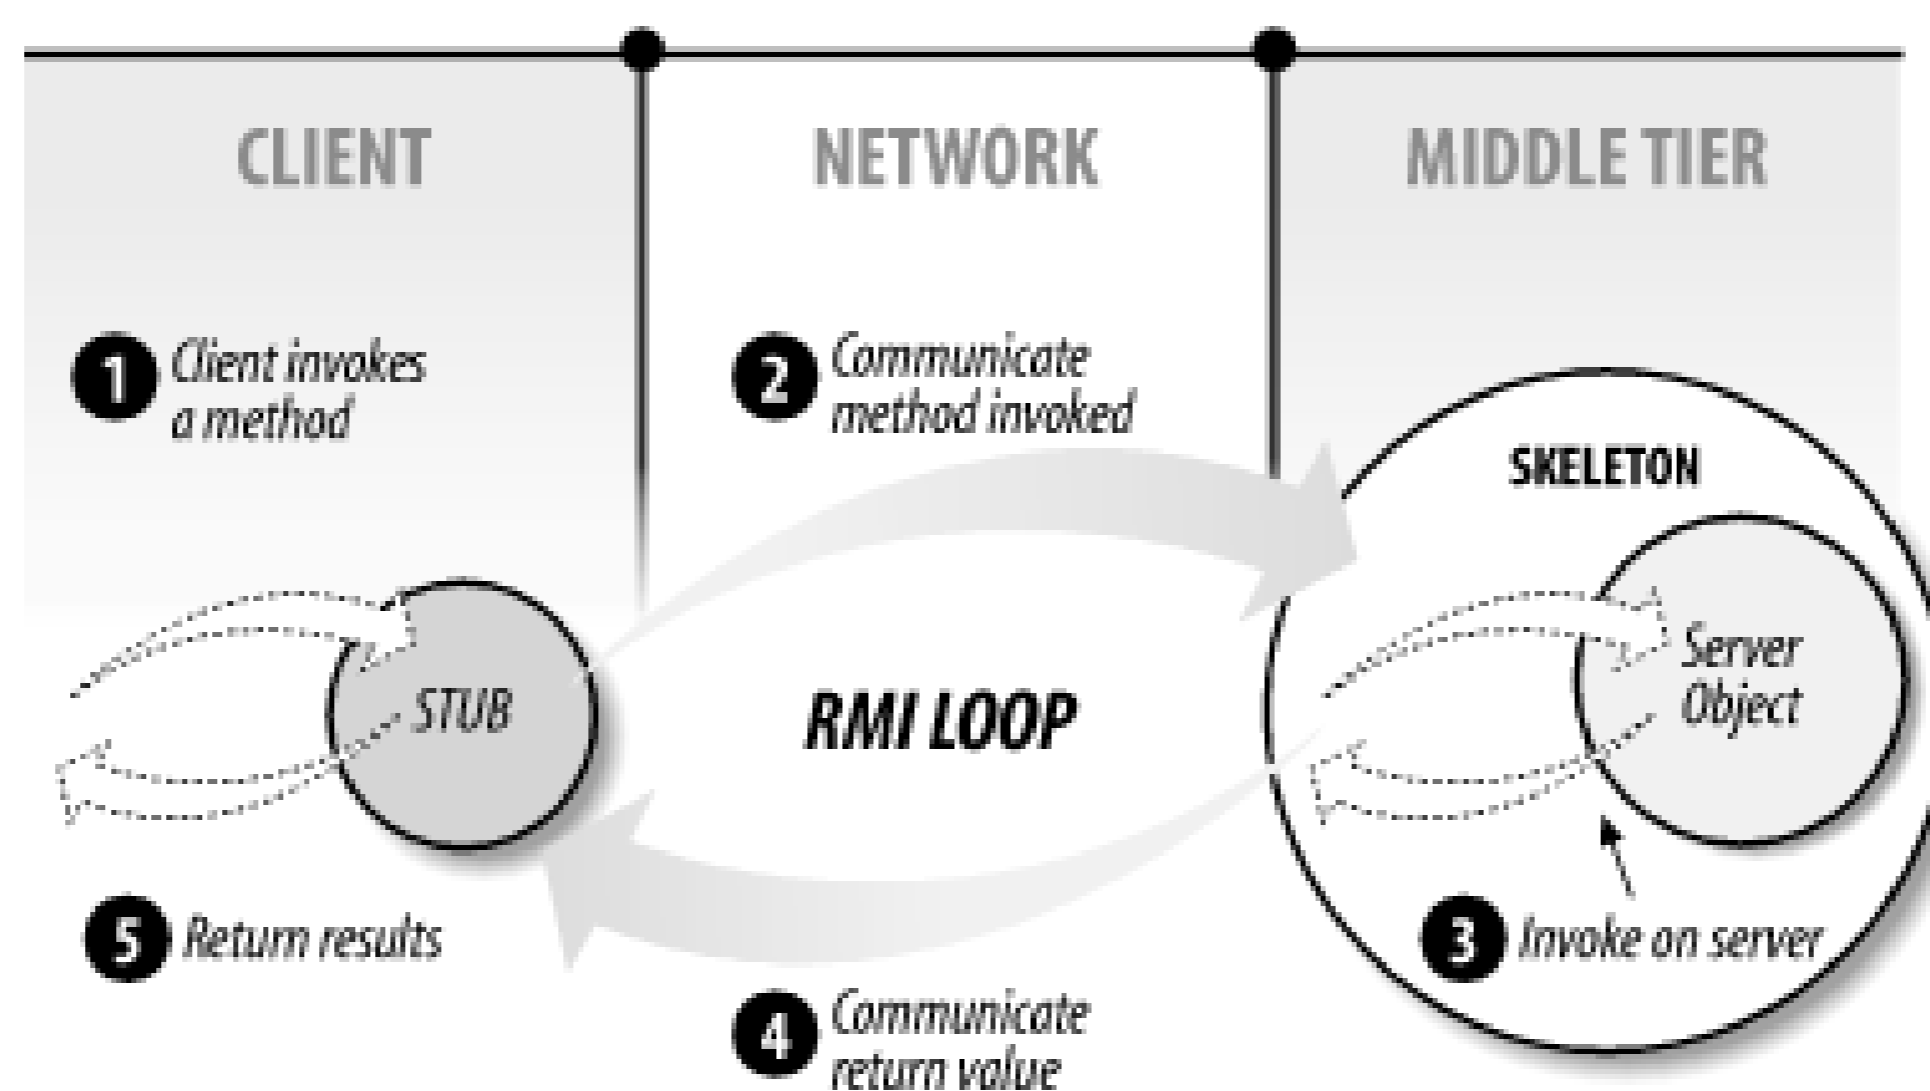 CLIENT
NETWORK
MIDDLE TIER
1 Client invokes
a method
2 Communicate
method invoked
SKELETON
STUB
RMI LOOP
Server
Object
5 Return results
3 Invoke on server
4 Communicate
return value